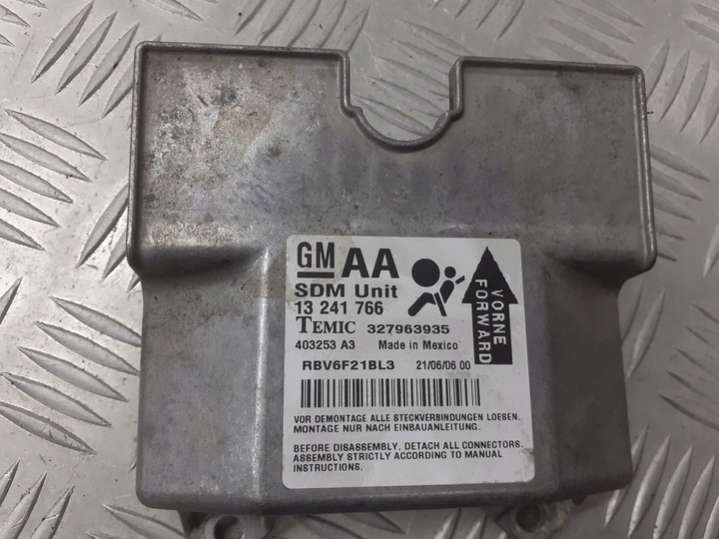 GM AA
SDM Unit
13 241 766
TEMIC 327963935
403253 A3 Made in Mexico
RBV6F21BL3 21/06/06 00
VORNE
FORWARD
VOR DEMONTAGE ALLE STECKVERBINDUNGEN LOESEN.
MONTAGE NUR NACH EINBAUANLEITUNG.
BEFORE DISASSEMBLY, DETACH ALL CONNECTORS.
ASSEMBLY STRICTLY ACCORDING TO MANUAL
INSTRUCTIONS.